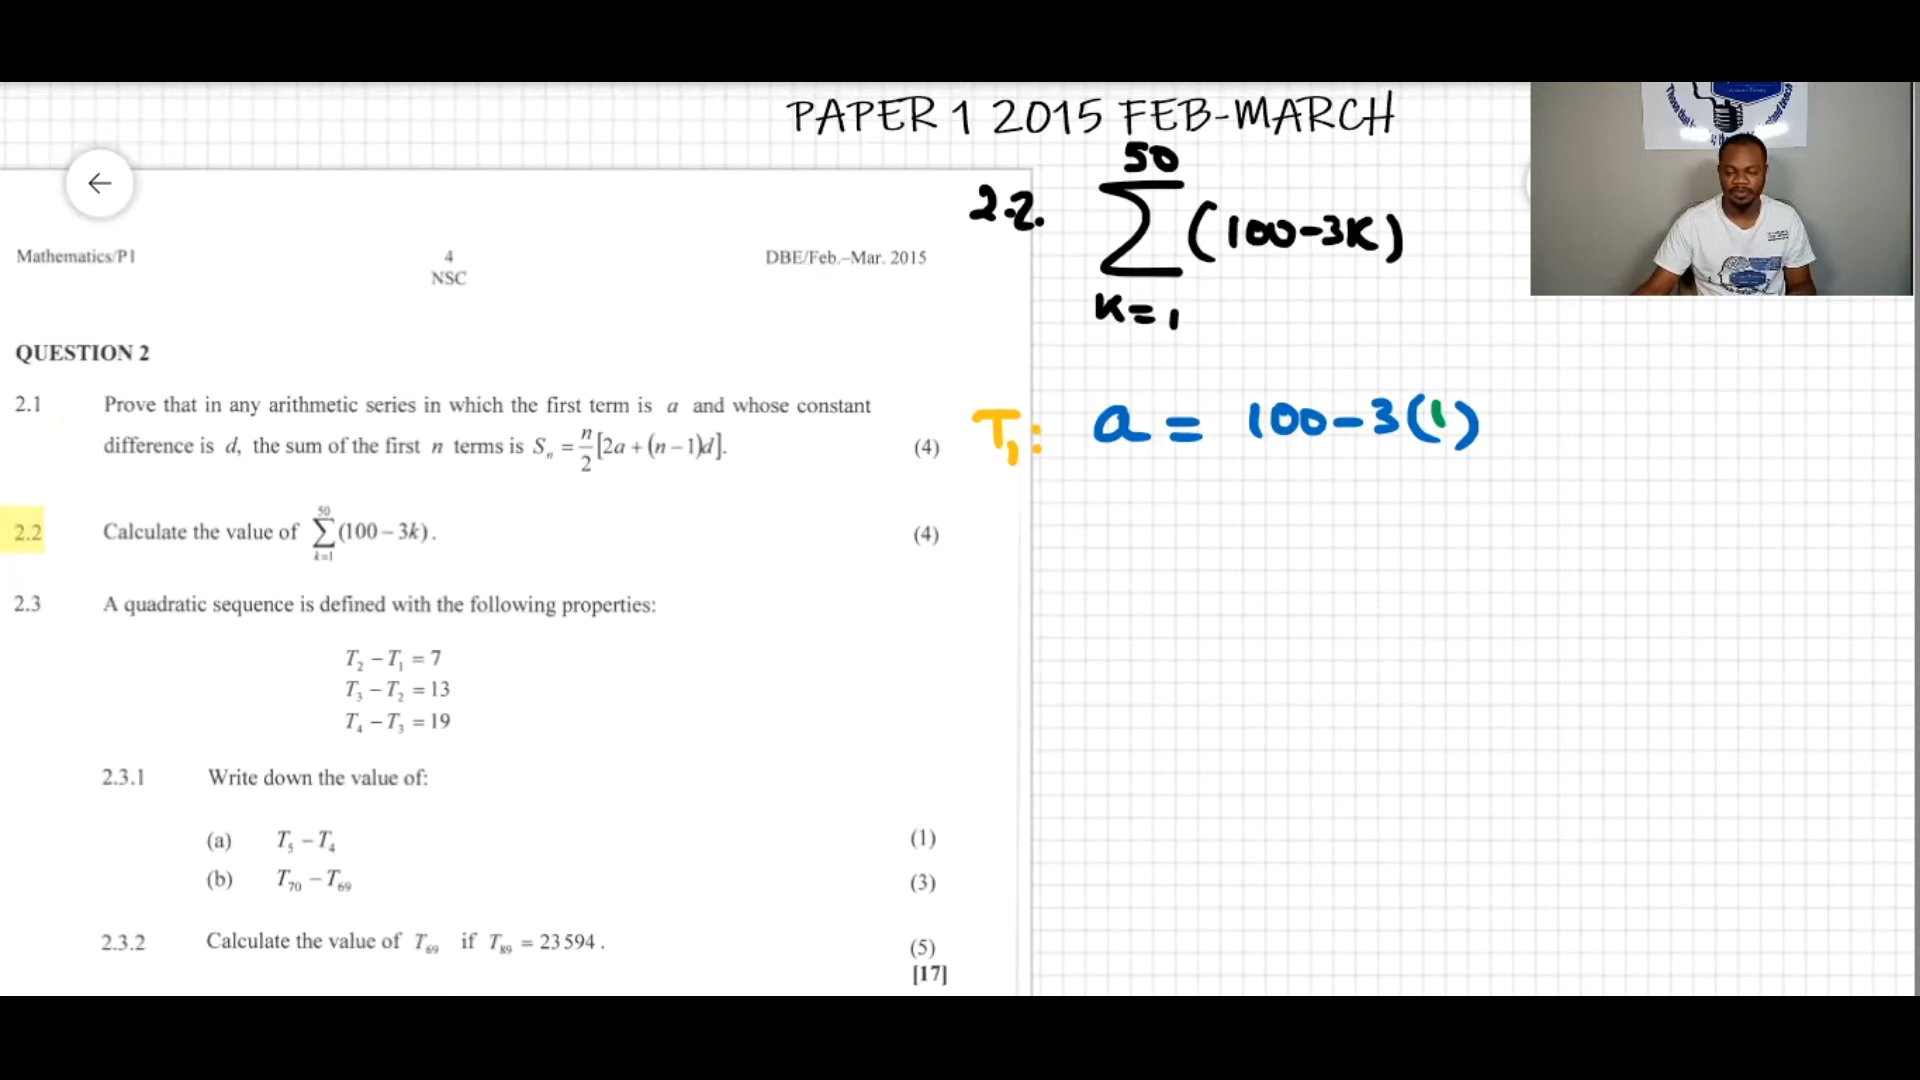 PAPER 1 2015 FEB-MARCH
Mathematics/P1 4 DBE/Feb.–Mar. 2015
NSC
QUESTION 2
2.1 Prove that in any arithmetic series in which the first term is a and whose constant
difference is d, the sum of the first n terms is Sₙ = n/2 [2a + (n – 1)d]. (4)
2.2 Calculate the value of ∑_{k=1}^{50} (100 – 3k). (4)
2.3 A quadratic sequence is defined with the following properties:
T₂ – T₁ = 7
T₃ – T₂ = 13
T₄ – T₃ = 19
2.3.1 Write down the value of:
(a) T₅ – T₄ (1)
(b) T₇₀ – T₆₉ (3)
2.3.2 Calculate the value of T₆₉ if T₈₉ = 23 594. (5)
[17]
2.2. ∑_{K=1}^{50} (100-3K)
T₁: a = 100-3(1)